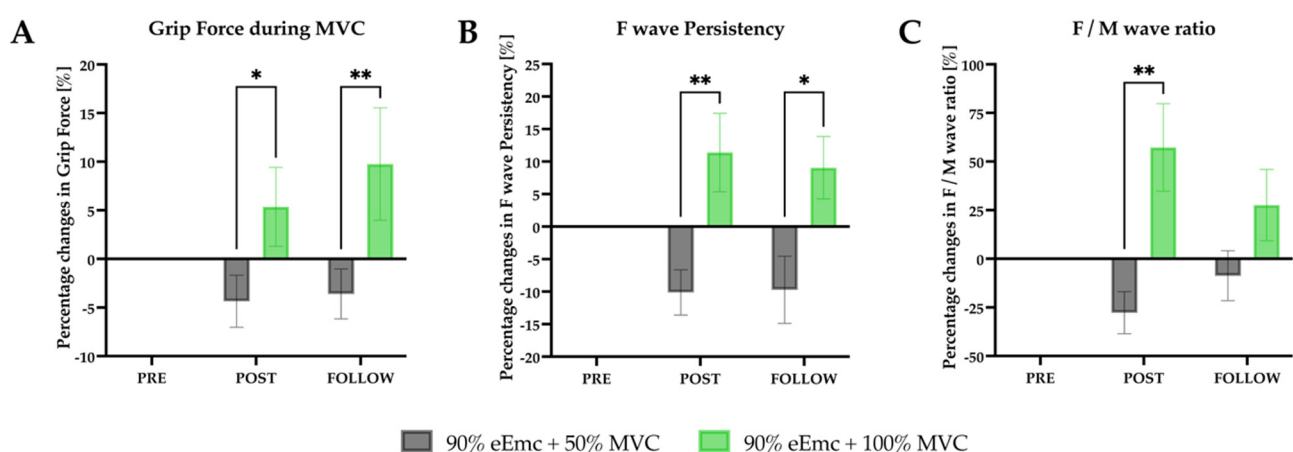 A
Grip Force during MVC
Percentage changes in Grip Force [%]
20
15
10
5
0
-5
-10
*
**
PRE
POST
FOLLOW
B
F wave Persistency
Percentage changes in F wave Persistency [%]
25
20
15
10
5
0
-5
-10
-15
-20
**
*
PRE
POST
FOLLOW
C
F / M wave ratio
Percentage changes in F / M wave ratio [%]
100
75
50
25
0
-25
-50
**
PRE
POST
FOLLOW
90% eEmc + 50% MVC
90% eEmc + 100% MVC